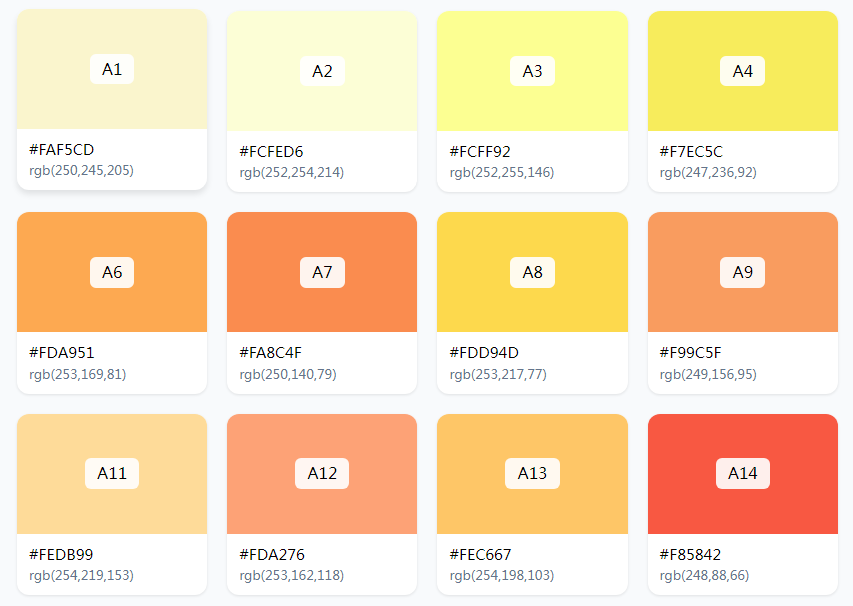 A1
#FAF5CD
rgb(250,245,205)
A2
#FCFED6
rgb(252,254,214)
A3
#FCFF92
rgb(252,255,146)
A4
#F7EC5C
rgb(247,236,92)
A6
#FDA951
rgb(253,169,81)
A7
#FA8C4F
rgb(250,140,79)
A8
#FDD94D
rgb(253,217,77)
A9
#F99C5F
rgb(249,156,95)
A11
#FEDB99
rgb(254,219,153)
A12
#FDA276
rgb(253,162,118)
A13
#FEC667
rgb(254,198,103)
A14
#F85842
rgb(248,88,66)